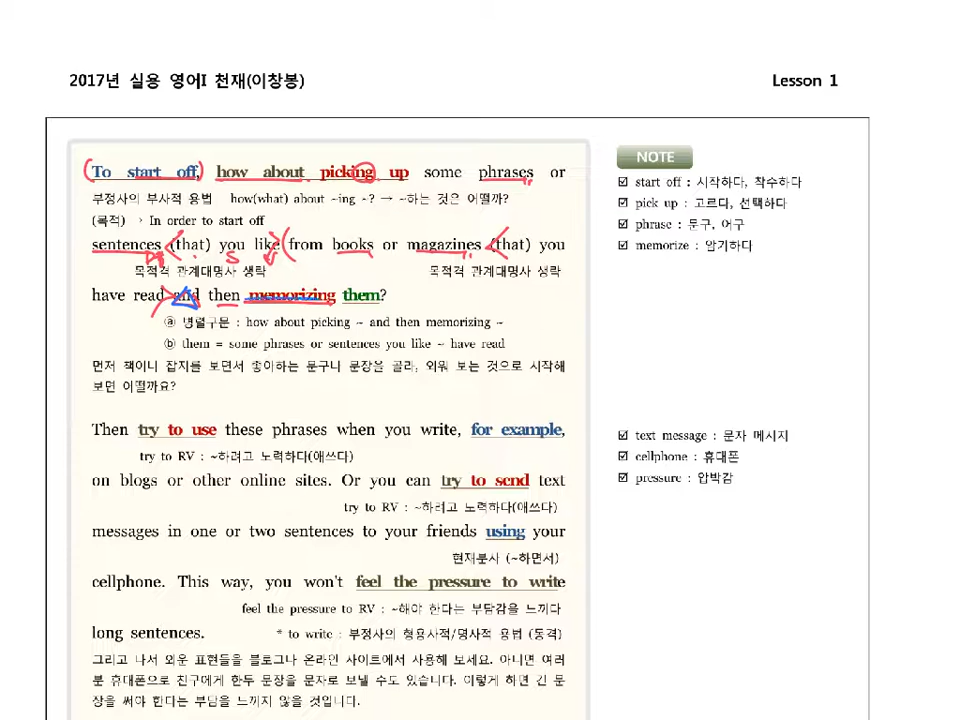 2017년 실용 영어I 천재(이창봉)
Lesson 1
To start off, how about picking up some phrases or
부정사의 부사적 용법 how(what) about ~ing ~? → ~하는 것은 어떨까?
(목적) → In order to start off
sentences (that) you like from books or magazines (that) you
목적격 관계대명사 생략 목적격 관계대명사 생략
have read and then memorizing them?
ⓐ 병렬구문 : how about picking ~ and then memorizing ~
ⓑ them = some phrases or sentences you like ~ have read
먼저 책이나 잡지를 보면서 좋아하는 문구나 문장을 골라, 외워 보는 것으로 시작해
보면 어떨까요?
Then try to use these phrases when you write, for example,
try to RV : ~하려고 노력하다(애쓰다)
on blogs or other online sites. Or you can try to send text
try to RV : ~하려고 노력하다(애쓰다)
messages in one or two sentences to your friends using your
현재분사 (~하면서)
cellphone. This way, you won't feel the pressure to write
feel the pressure to RV : ~해야 한다는 부담감을 느끼다
long sentences. * to write : 부정사의 형용사적/명사적 용법 (동격)
그리고 나서 외운 표현들을 블로그나 온라인 사이트에서 사용해 보세요. 아니면 여러
분 휴대폰으로 친구에게 한두 문장을 문자로 보낼 수도 있습니다. 이렇게 하면 긴 문
장을 써야 한다는 부담을 느끼지 않을 것입니다.
NOTE
☑ start off : 시작하다, 착수하다
☑ pick up : 고르다, 선택하다
☑ phrase : 문구, 어구
☑ memorize : 암기하다
☑ text message : 문자 메시지
☑ cellphone : 휴대폰
☑ pressure : 압박감